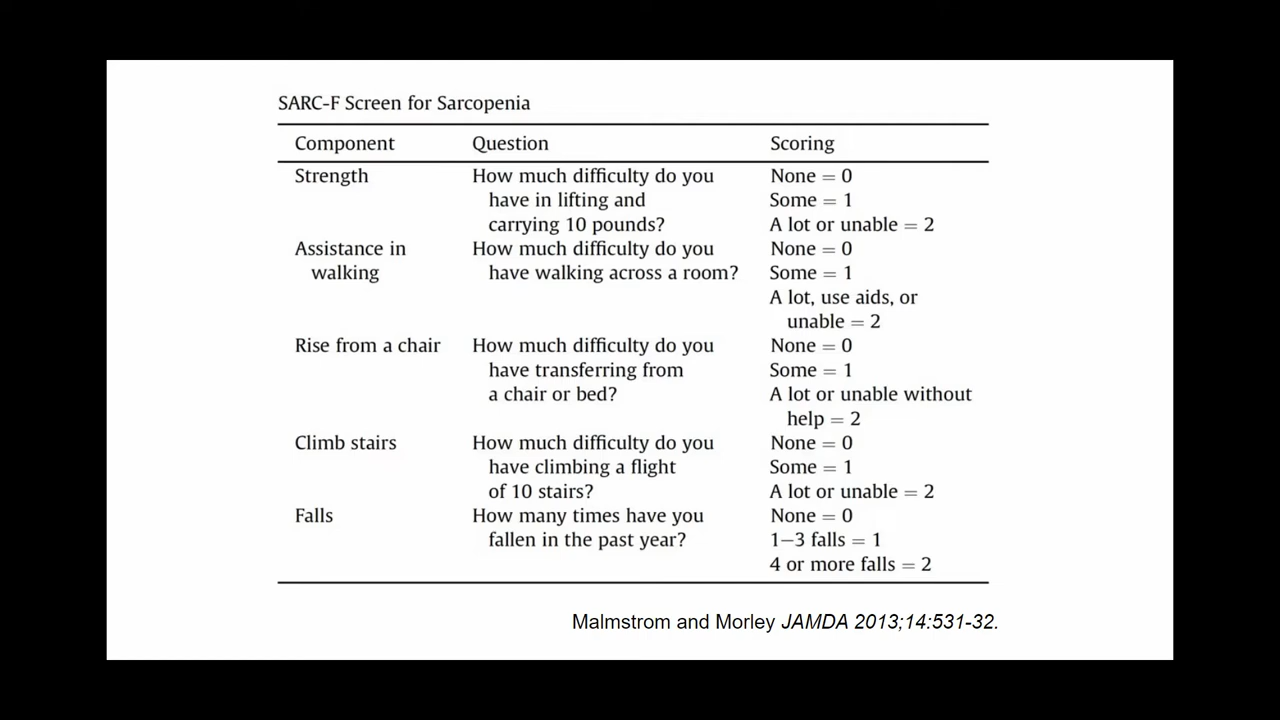 SARC-F Screen for Sarcopenia
Component Question Scoring
Strength How much difficulty do you None = 0
have in lifting and Some = 1
carrying 10 pounds? A lot or unable = 2
Assistance in How much difficulty do you None = 0
walking have walking across a room? Some = 1
A lot, use aids, or
unable = 2
Rise from a chair How much difficulty do you None = 0
have transferring from Some = 1
a chair or bed? A lot or unable without
help = 2
Climb stairs How much difficulty do you None = 0
have climbing a flight Some = 1
of 10 stairs? A lot or unable = 2
Falls How many times have you None = 0
fallen in the past year? 1–3 falls = 1
4 or more falls = 2
Malmstrom and Morley JAMDA 2013;14:531-32.